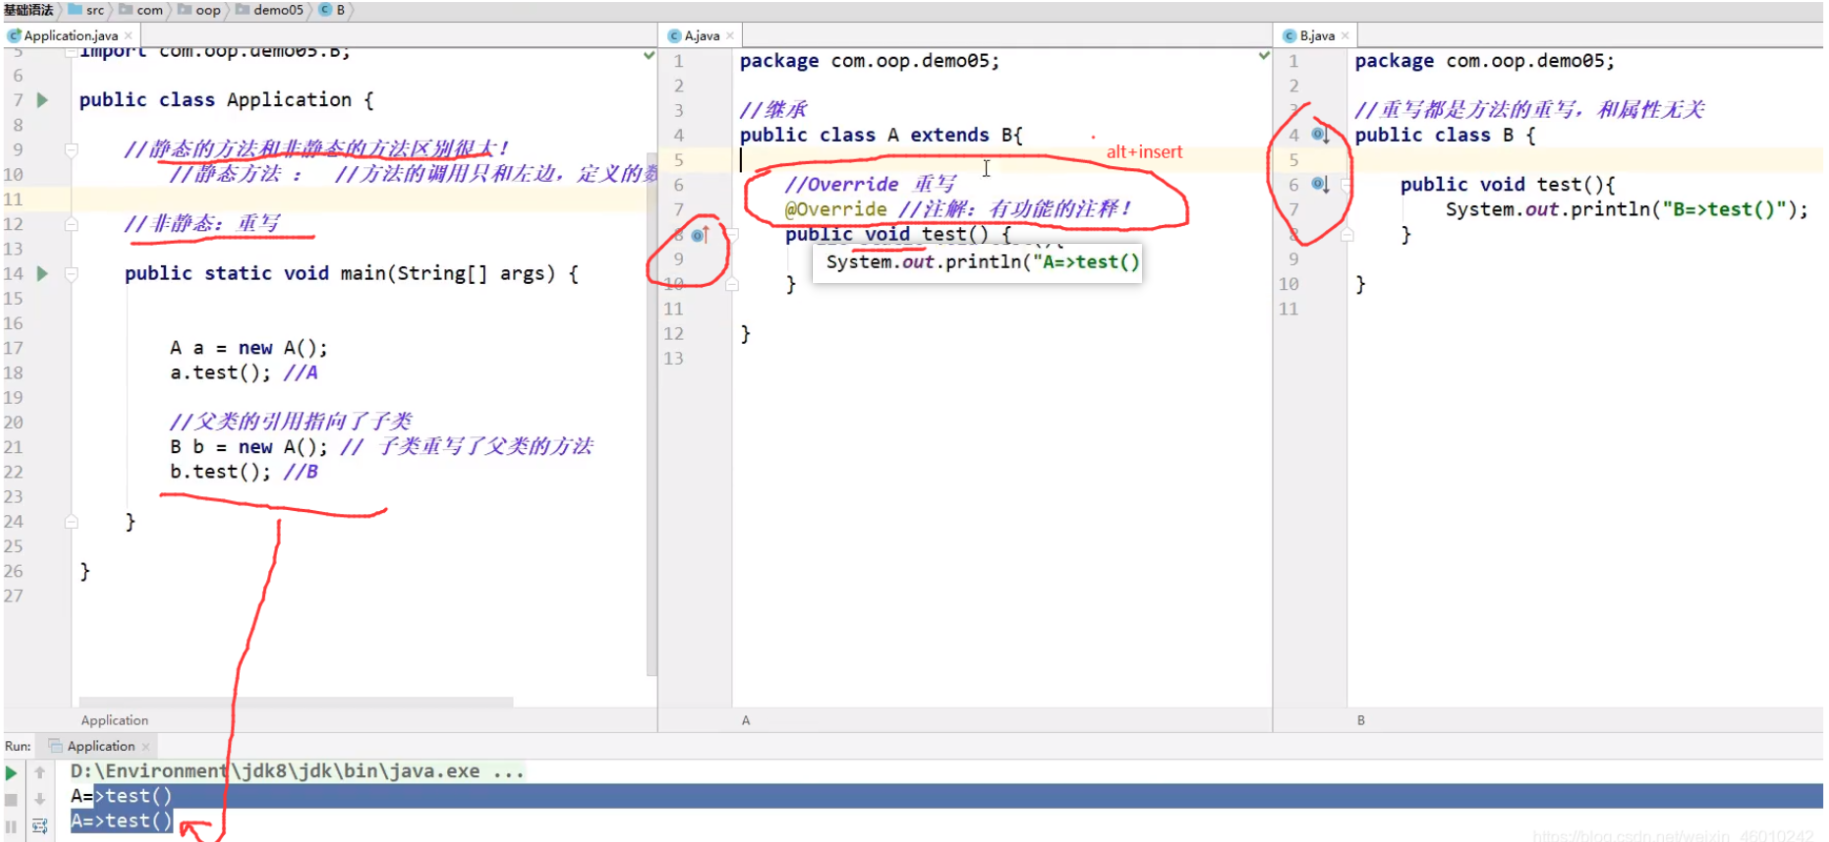 基础语法 src com oop demo05 B
Application.java
5 import com.oop.demo05.B;
6
7 public class Application {
8
9 //静态的方法和非静态的方法区别很大!
10 //静态方法 : //方法的调用只和左边，定义的数
11
12 //非静态: 重写
13
14 public static void main(String[] args) {
15
16
17 A a = new A();
18 a.test(); //A
19
20 //父类的引用指向了子类
21 B b = new A(); // 子类重写了父类的方法
22 b.test(); //B
23
24 }
25
26 }
27
Application
A.java
1 package com.oop.demo05;
2
3 //继承
4 public class A extends B{
alt+insert
5
6 //Override 重写
7 @Override //注解: 有功能的注释!
8 public void test() {
9 System.out.println("A=>test()
10 }
11
12 }
13
A
B.java
1 package com.oop.demo05;
2
3 //重写都是方法的重写，和属性无关
4 public class B {
5
6 public void test(){
7 System.out.println("B=>test()");
8 }
9
10 }
11
B
Run: Application
D:\Environment\jdk8\jdk\bin\java.exe ...
A=>test()
A=>test()
https://blog.csdn.net/weixin_46010242